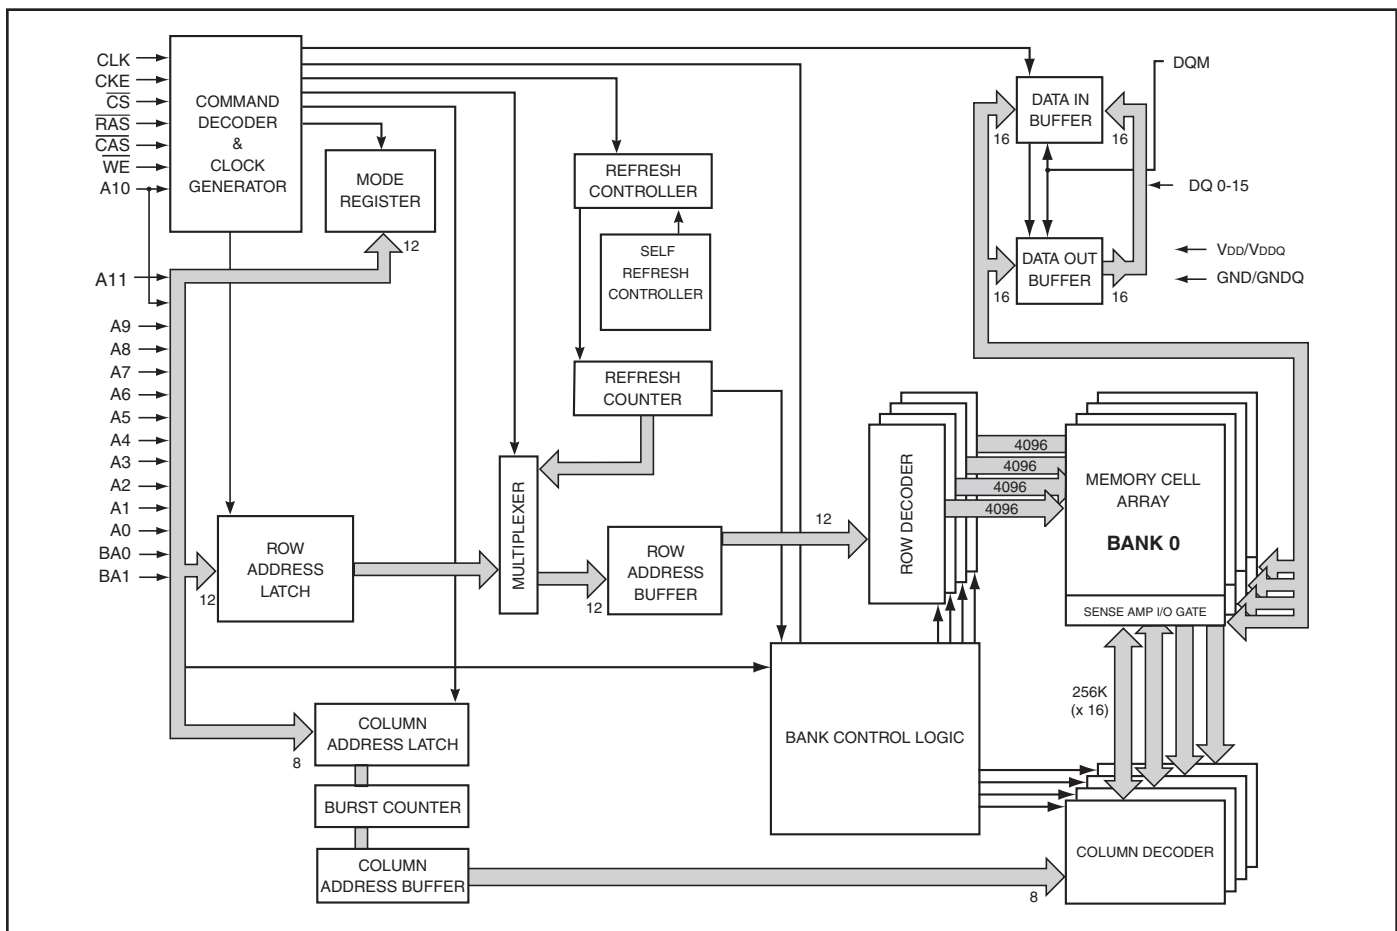 CLK
CKE
CS
RAS
CAS
WE
A10
A11
A9
A8
A7
A6
A5
A4
A3
A2
A1
A0
BA0
BA1
COMMAND
DECODER
&
CLOCK
GENERATOR
MODE
REGISTER
12
REFRESH
CONTROLLER
SELF
REFRESH
CONTROLLER
REFRESH
COUNTER
DATA IN
BUFFER
16
16
DQM
DQ 0-15
DATA OUT
BUFFER
16
16
VDD/VDDQ
GND/GNDQ
ROW
ADDRESS
LATCH
12
MULTIPLEXER
ROW
ADDRESS
BUFFER
12
12
ROW DECODER
4096
4096
4096
4096
MEMORY CELL
ARRAY
BANK 0
SENSE AMP I/O GATE
256K
(x 16)
BANK CONTROL LOGIC
COLUMN
ADDRESS LATCH
8
BURST COUNTER
COLUMN
ADDRESS BUFFER
COLUMN DECODER
8